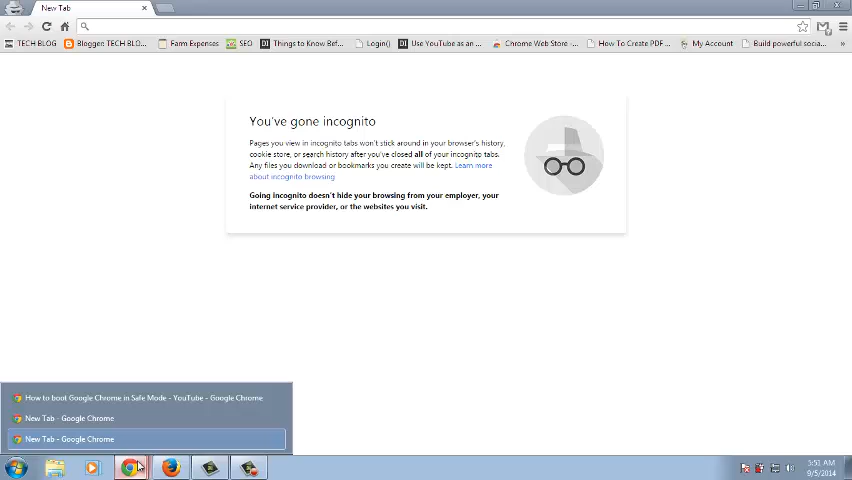 New Tab
TECH BLOG Blogger: TECH BLO... Farm Expenses SEO Things to Know Bef... Login() Use YouTube as an ... Chrome Web Store -... How To Create PDF ... My Account Build powerful socia... »
You've gone incognito
Pages you view in incognito tabs won't stick around in your browser's history,
cookie store, or search history after you've closed all of your incognito tabs.
Any files you download or bookmarks you create will be kept. Learn more
about incognito browsing
Going incognito doesn't hide your browsing from your employer, your
internet service provider, or the websites you visit.
How to boot Google Chrome in Safe Mode - YouTube - Google Chrome
New Tab - Google Chrome
New Tab - Google Chrome
5:51 AM
9/5/2014